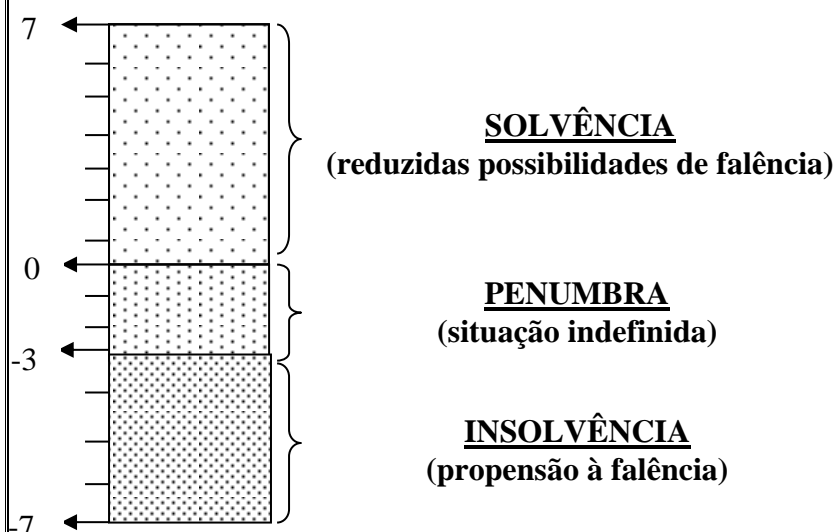 7
SOLVÊNCIA
(reduzidas possibilidades de falência)
0
PENUMBRA
(situação indefinida)
-3
INSOLVÊNCIA
(propensão à falência)
-7